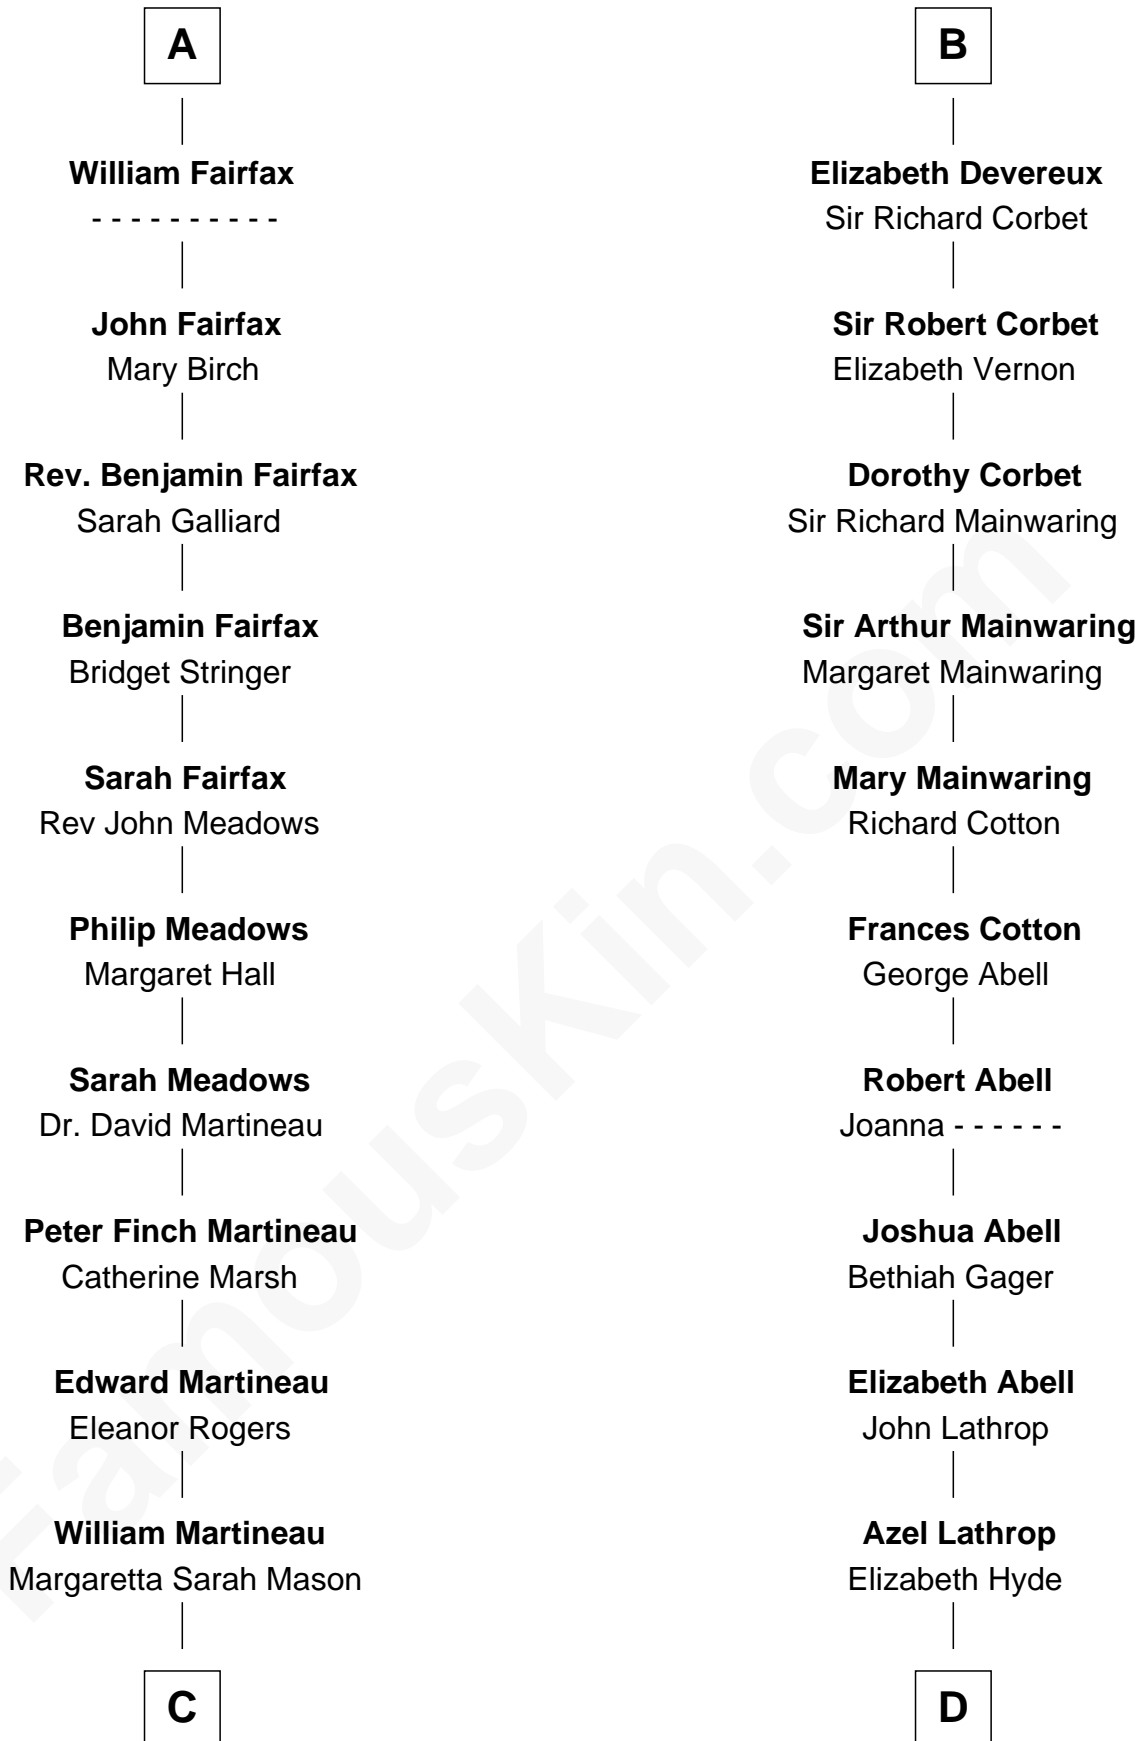 A
William Fairfax
- - - - - - - - - -
John Fairfax
Mary Birch
Rev. Benjamin Fairfax
Sarah Galliard
Benjamin Fairfax
Bridget Stringer
Sarah Fairfax
Rev John Meadows
Philip Meadows
Margaret Hall
Sarah Meadows
Dr. David Martineau
Peter Finch Martineau
Catherine Marsh
Edward Martineau
Eleanor Rogers
William Martineau
Margaretta Sarah Mason
C
B
Elizabeth Devereux
Sir Richard Corbet
Sir Robert Corbet
Elizabeth Vernon
Dorothy Corbet
Sir Richard Mainwaring
Sir Arthur Mainwaring
Margaret Mainwaring
Mary Mainwaring
Richard Cotton
Frances Cotton
George Abell
Robert Abell
Joanna - - - - - -
Joshua Abell
Bethiah Gager
Elizabeth Abell
John Lathrop
Azel Lathrop
Elizabeth Hyde
D
FamousKin.com